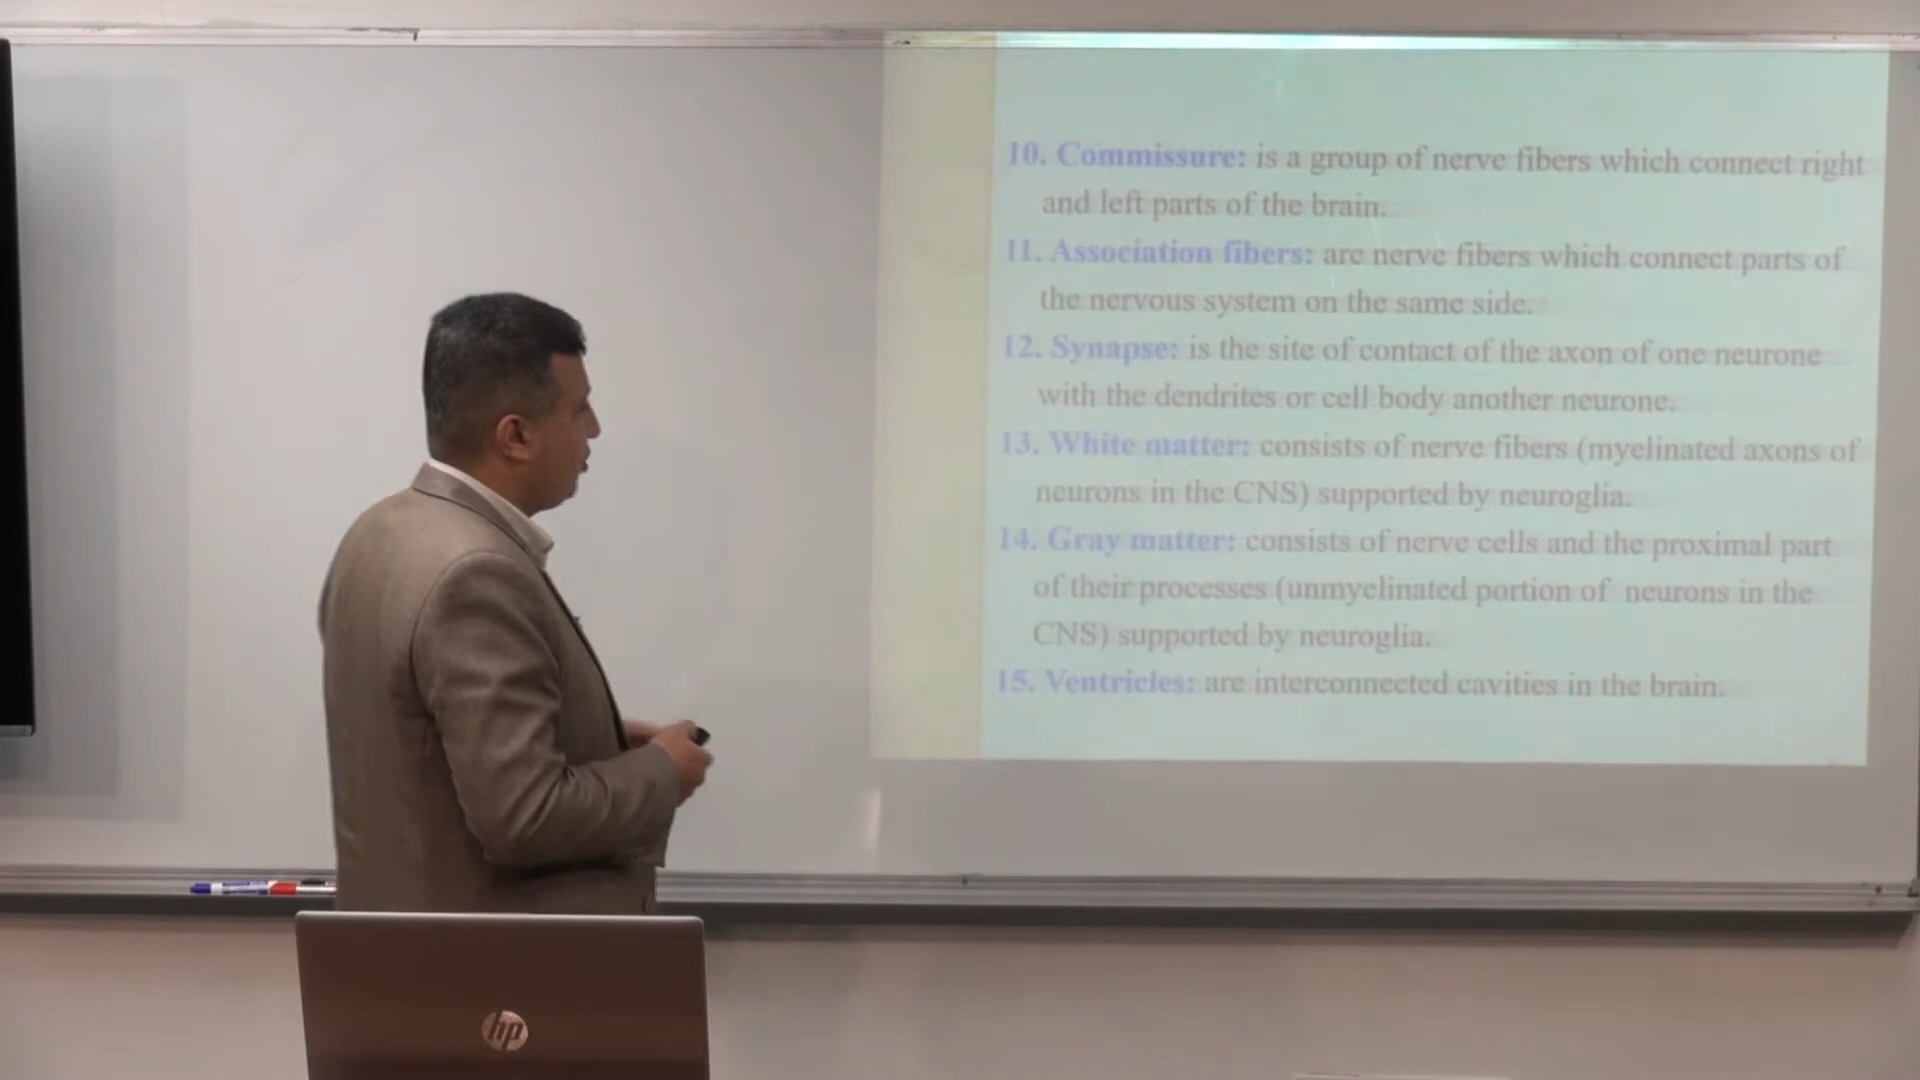 10. Commissure: is a group of nerve fibers which connect right
and left parts of the brain.
11. Association fibers: are nerve fibers which connect parts of
the nervous system on the same side.
12. Synapse: is the site of contact of the axon of one neurone
with the dendrites or cell body another neurone.
13. White matter: consists of nerve fibers (myelinated axons of
neurons in the CNS) supported by neuroglia.
14. Gray matter: consists of nerve cells and the proximal part
of their processes (unmyelinated portion of neurons in the
CNS) supported by neuroglia.
15. Ventricles: are interconnected cavities in the brain.
hp